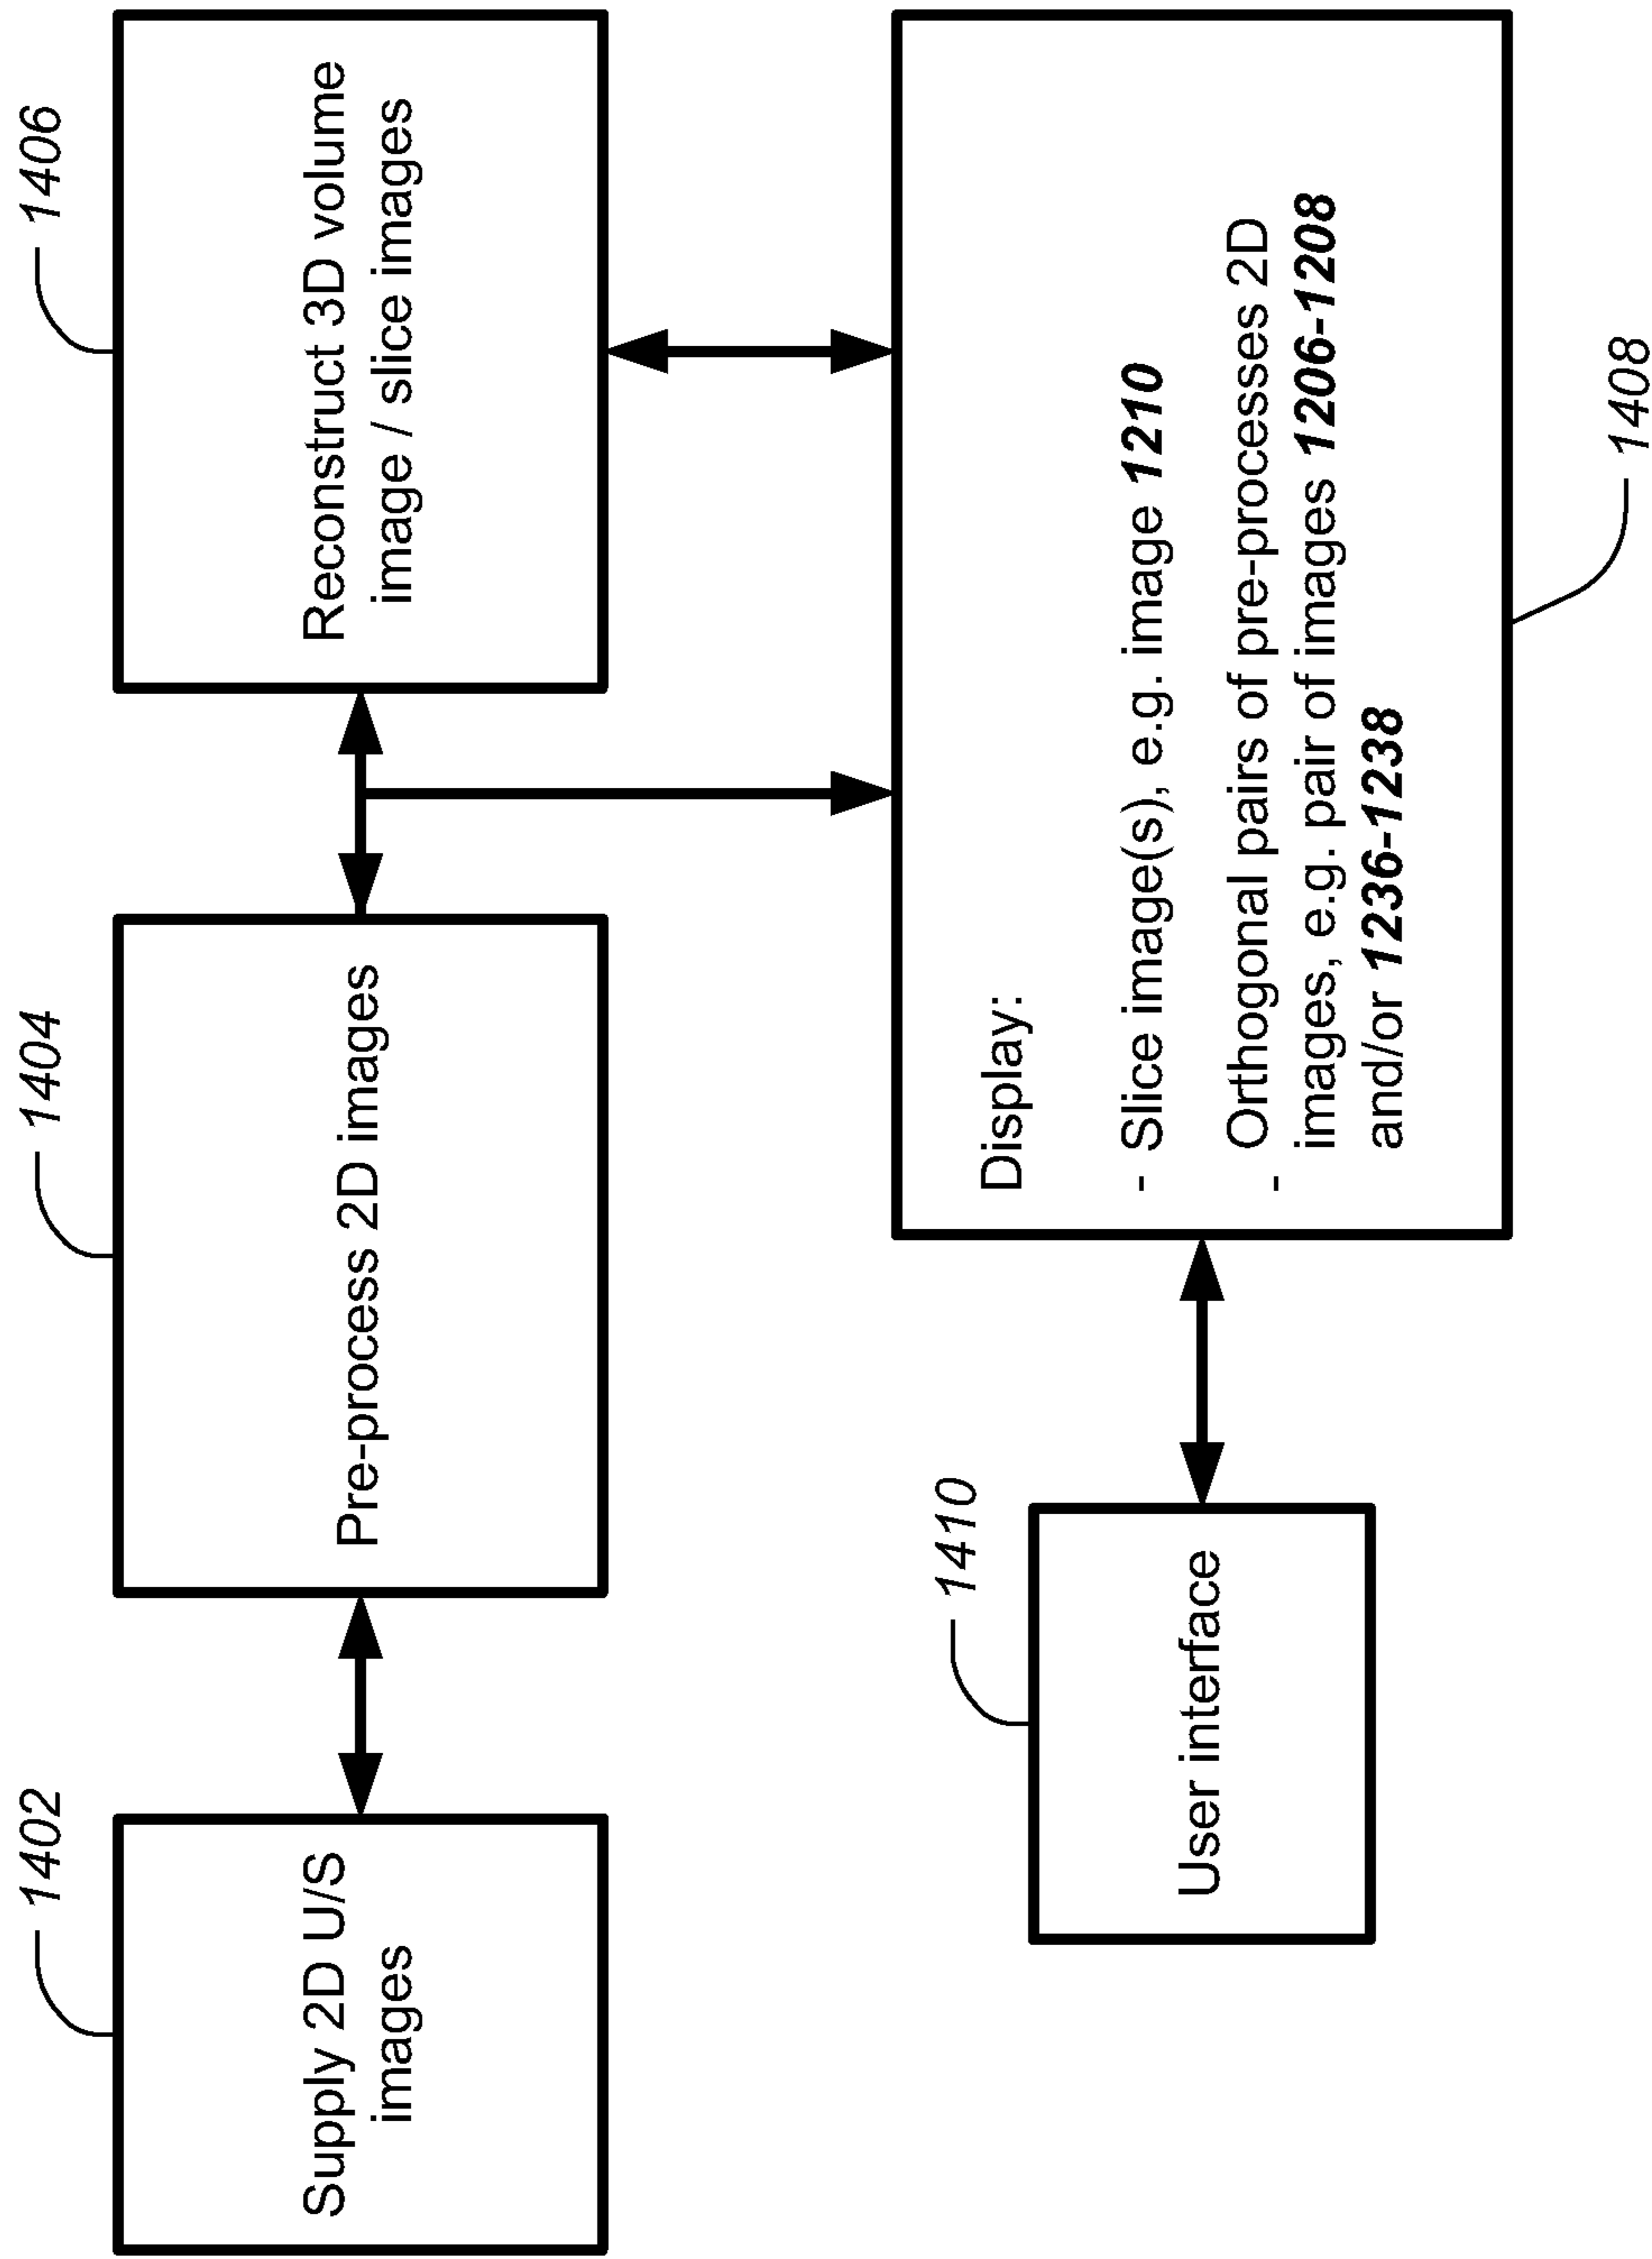 1402
Supply 2D U/S
images
1404
Pre-process 2D images
1406
Reconstruct 3D volume
image / slice images
1410
User interface
Display:
- Slice image(s), e.g. image 1210
- Orthogonal pairs of pre-processes 2D
images, e.g. pair of images 1206-1208
and/or 1236-1238
1408